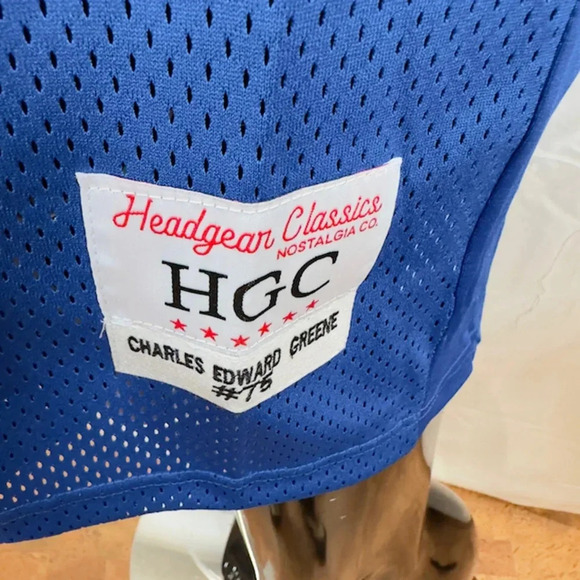 Headgear Classics
NOSTALGIA CO.
HGC
CHARLES EDWARD GREENE
#75